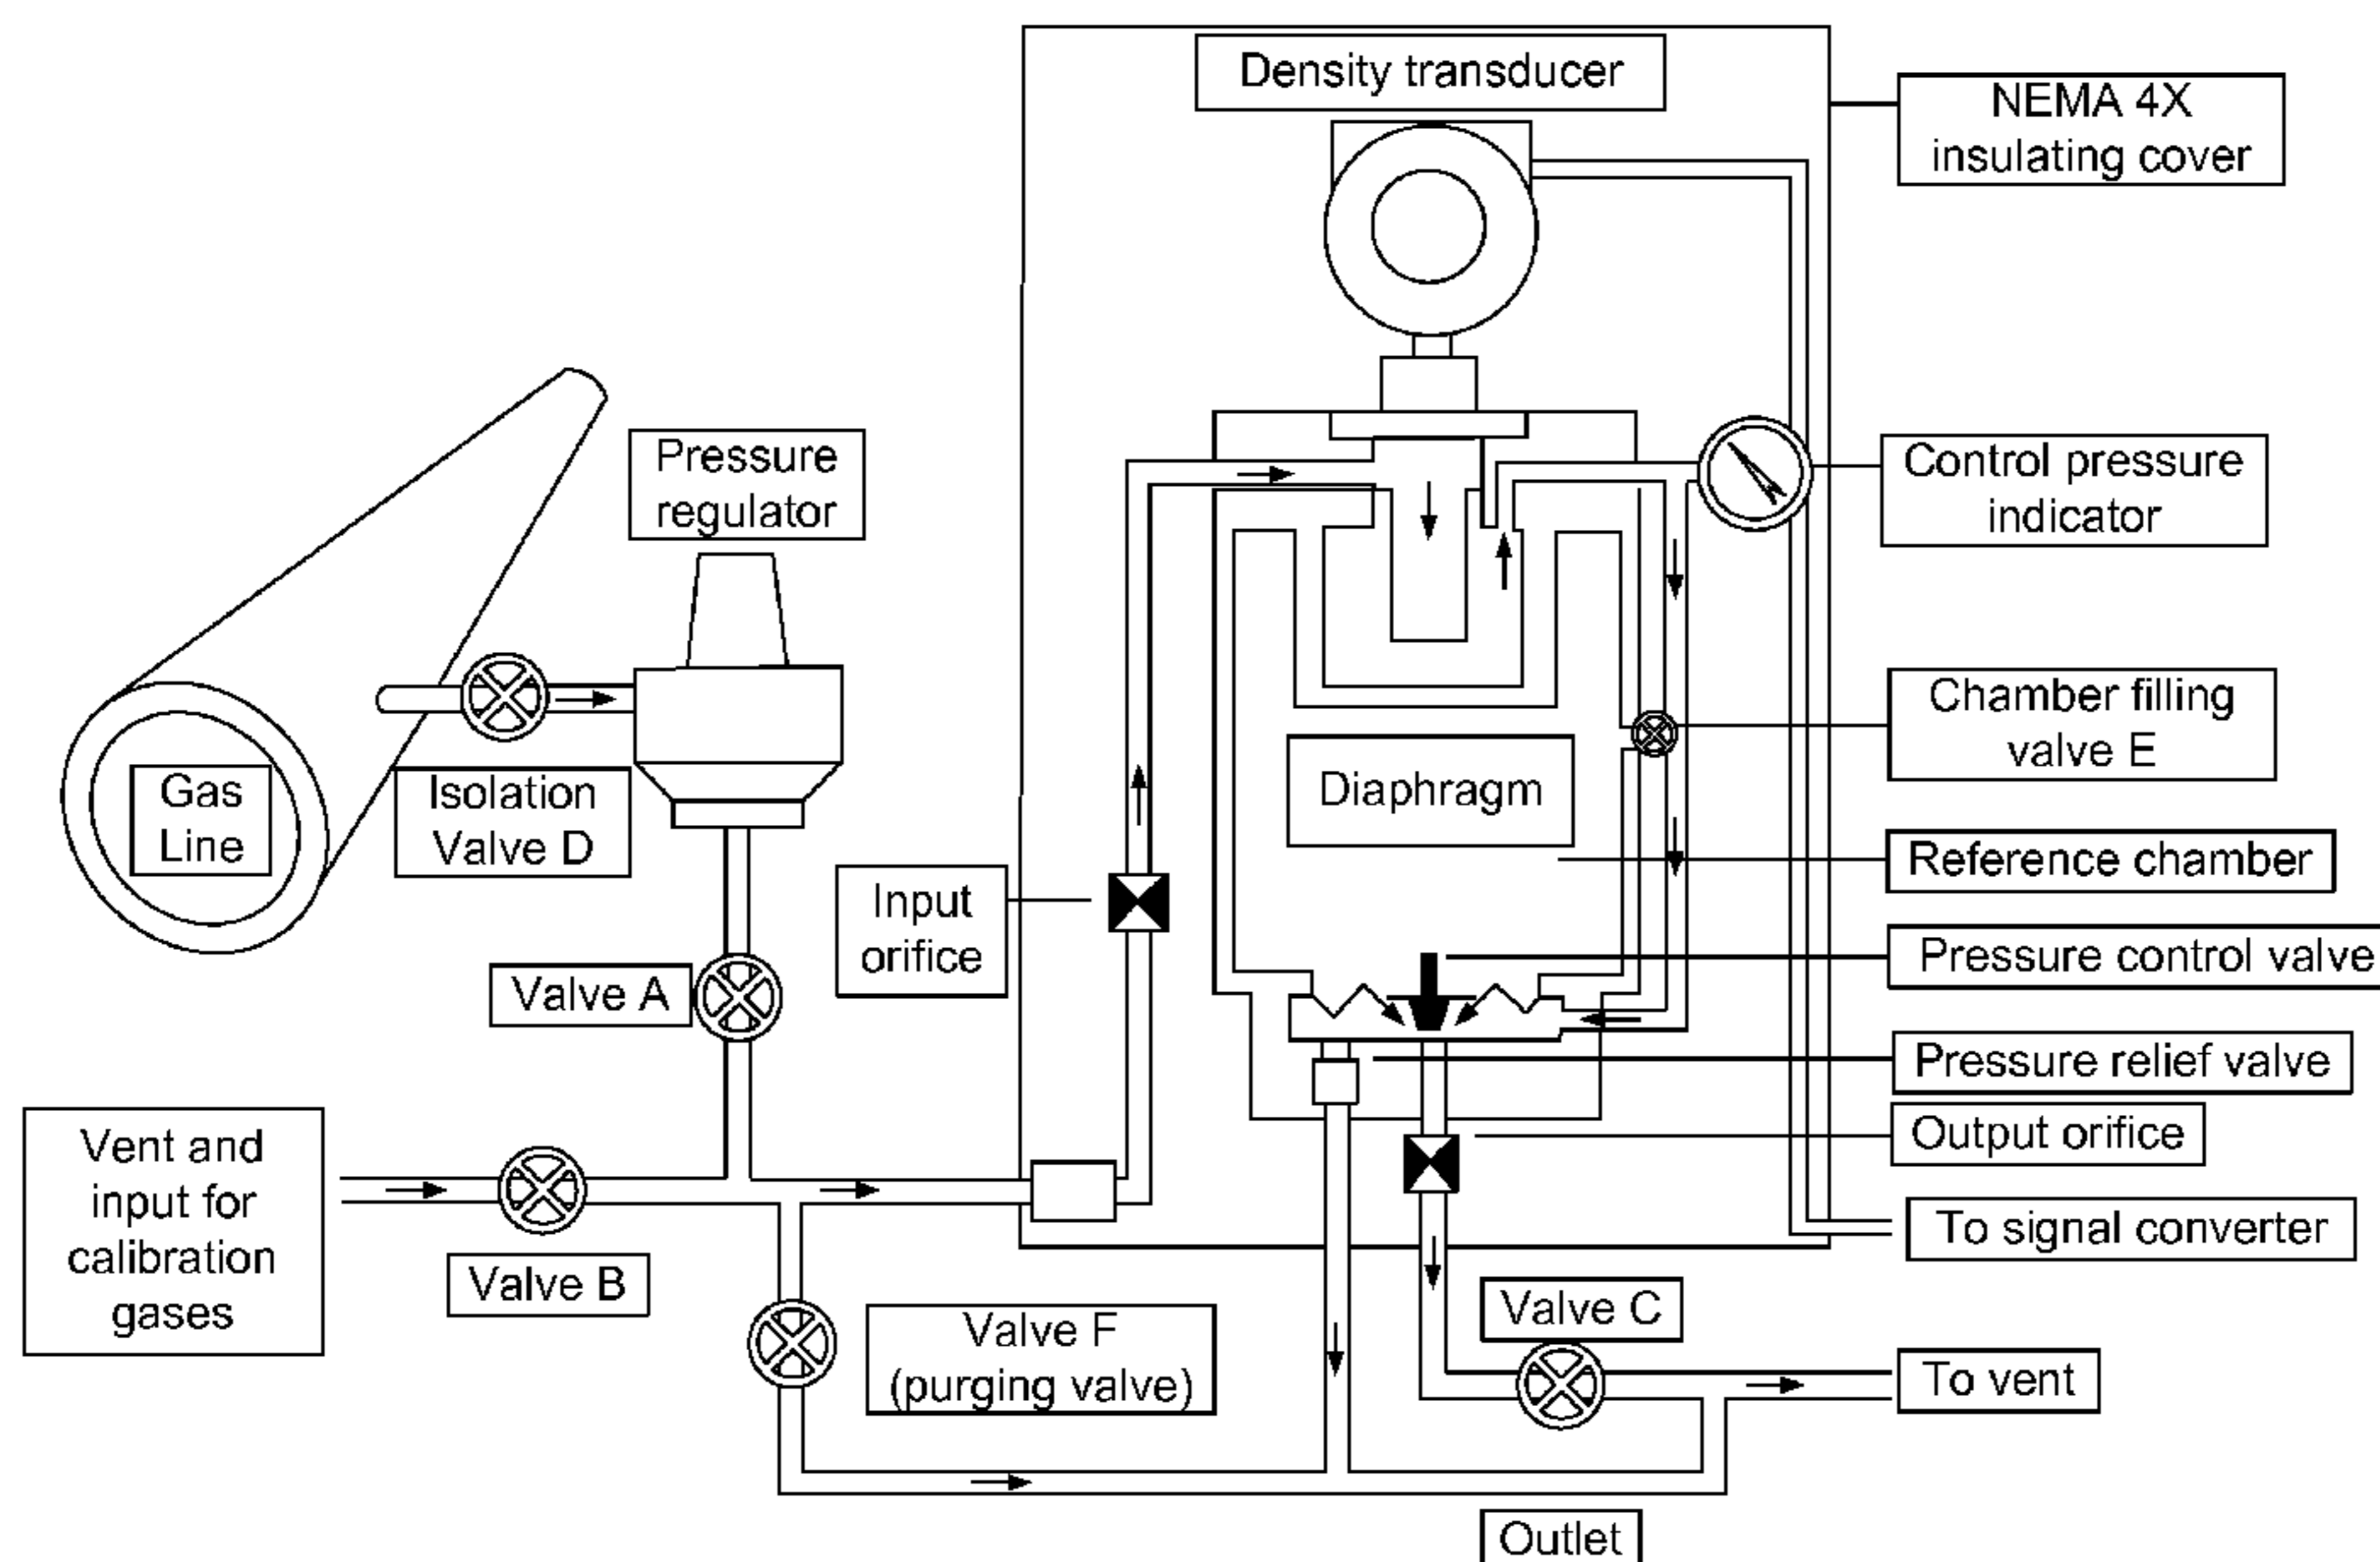 Density transducer
NEMA 4X
insulating cover
Pressure
regulator
Control pressure
indicator
Gas
Line
Isolation
Valve D
Chamber filling
valve E
Diaphragm
Reference chamber
Input
orifice
Pressure control valve
Valve A
Pressure relief valve
Vent and
input for
calibration
gases
Output orifice
To signal converter
Valve B
Valve F
(purging valve)
Valve C
To vent
Outlet